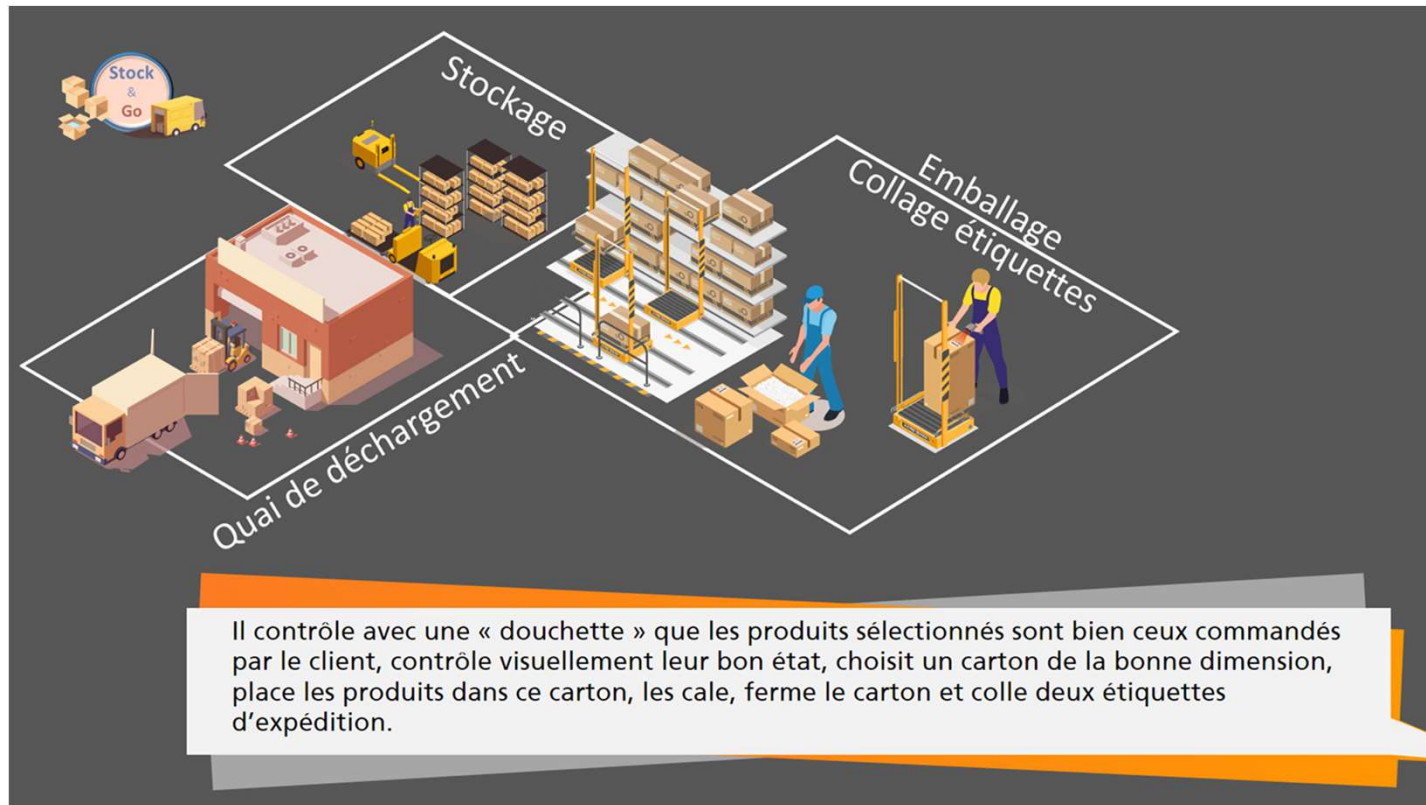 Stock
&
Go
Stockage
Emballage
Collage étiquettes
Quai de déchargement
Il contrôle avec une « douchette » que les produits sélectionnés sont bien ceux commandés
par le client, contrôle visuellement leur bon état, choisit un carton de la bonne dimension,
place les produits dans ce carton, les cale, ferme le carton et colle deux étiquettes
d’expédition.